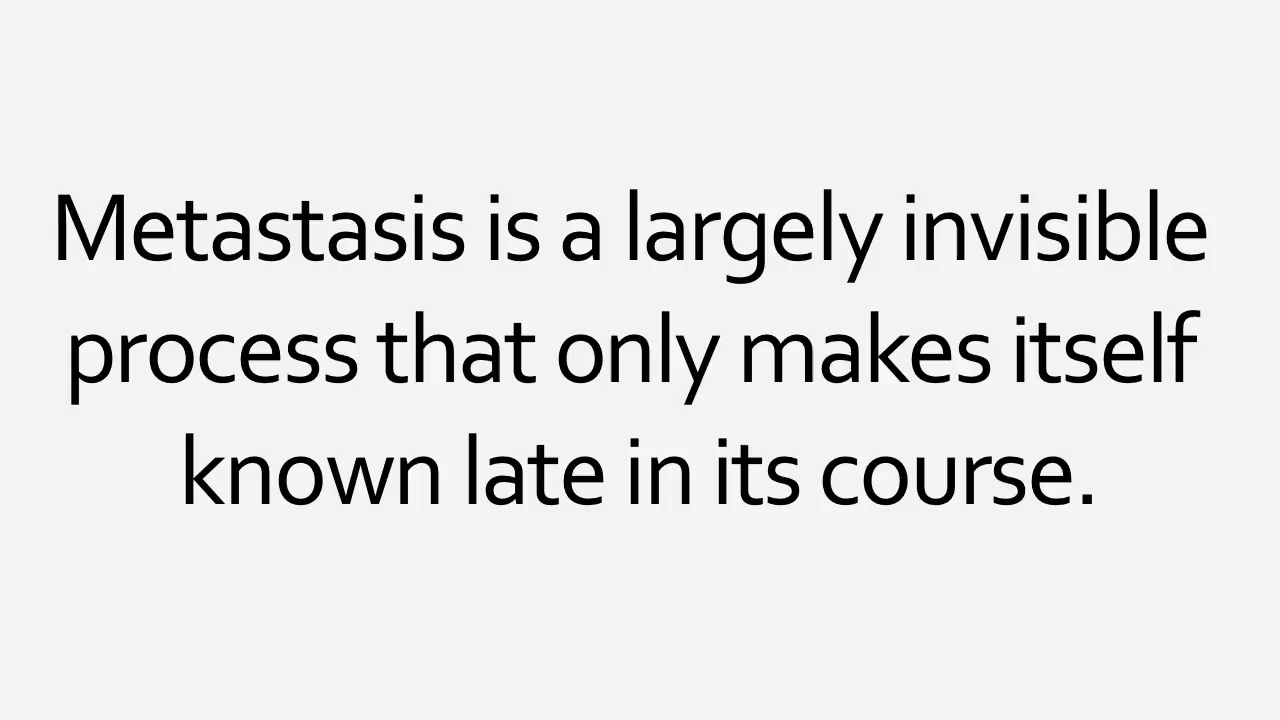 Metastasis is a largely invisible
process that only makes itself
known late in its course.